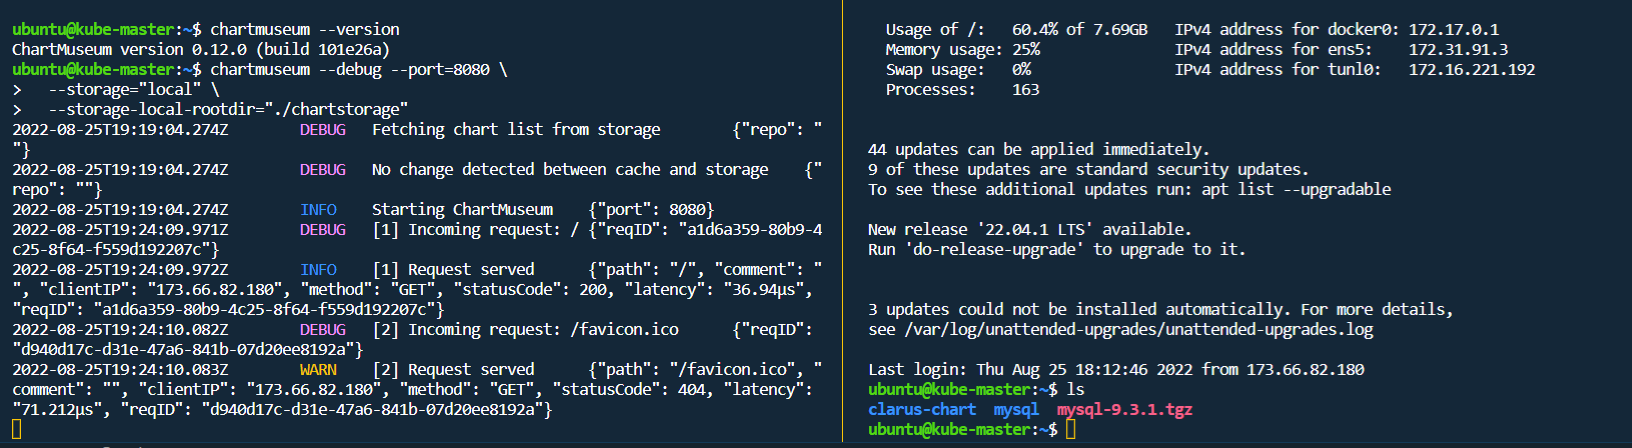 ubuntu@kube-master:~$ chartmuseum --version
ChartMuseum version 0.12.0 (build 101e26a)
ubuntu@kube-master:~$ chartmuseum --debug --port=8080 \
>   --storage="local" \
>   --storage-local-rootdir="./chartstorage"
2022-08-25T19:19:04.274Z        DEBUG   Fetching chart list from storage        {"repo": "
"}
2022-08-25T19:19:04.274Z        DEBUG   No change detected between cache and storage    {"
repo": ""}
2022-08-25T19:19:04.274Z        INFO    Starting ChartMuseum    {"port": 8080}
2022-08-25T19:24:09.971Z        DEBUG   [1] Incoming request: / {"reqID": "a1d6a359-80b9-4
c25-8f64-f559d192207c"}
2022-08-25T19:24:09.972Z        INFO    [1] Request served      {"path": "/", "comment": "
", "clientIP": "173.66.82.180", "method": "GET", "statusCode": 200, "latency": "36.94µs",
"reqID": "a1d6a359-80b9-4c25-8f64-f559d192207c"}
2022-08-25T19:24:10.082Z        DEBUG   [2] Incoming request: /favicon.ico      {"reqID":
"d940d17c-d31e-47a6-841b-07d20ee8192a"}
2022-08-25T19:24:10.083Z        WARN    [2] Request served      {"path": "/favicon.ico", "
comment": "", "clientIP": "173.66.82.180", "method": "GET", "statusCode": 404, "latency":
"71.212µs", "reqID": "d940d17c-d31e-47a6-841b-07d20ee8192a"}
Usage of /:   60.4% of 7.69GB   IPv4 address for docker0: 172.17.0.1
Memory usage: 25%               IPv4 address for ens5:    172.31.91.3
Swap usage:   0%                IPv4 address for tunl0:   172.16.221.192
Processes:    163
44 updates can be applied immediately.
9 of these updates are standard security updates.
To see these additional updates run: apt list --upgradable
New release '22.04.1 LTS' available.
Run 'do-release-upgrade' to upgrade to it.
3 updates could not be installed automatically. For more details,
see /var/log/unattended-upgrades/unattended-upgrades.log
Last login: Thu Aug 25 18:12:46 2022 from 173.66.82.180
ubuntu@kube-master:~$ ls
clarus-chart  mysql  mysql-9.3.1.tgz
ubuntu@kube-master:~$